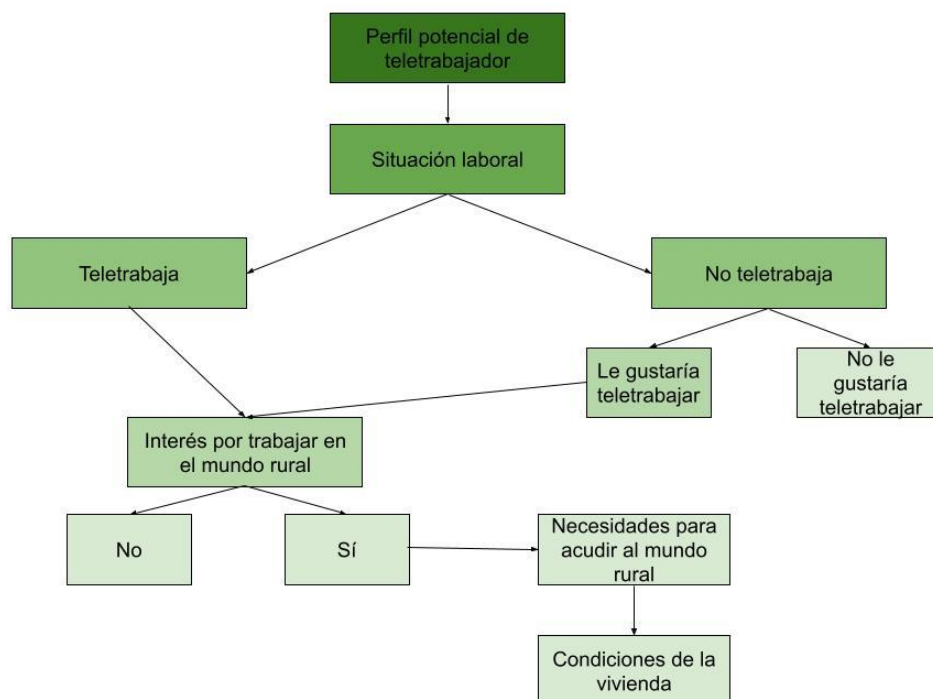 Perfil potencial de
teletrabajador
Situación laboral
Teletrabaja
No teletrabaja
Le gustaría
teletrabajar
No le
gustaría
teletrabajar
Interés por trabajar en
el mundo rural
No
Sí
Necesidades para
acudir al mundo
rural
Condiciones de la
vivienda